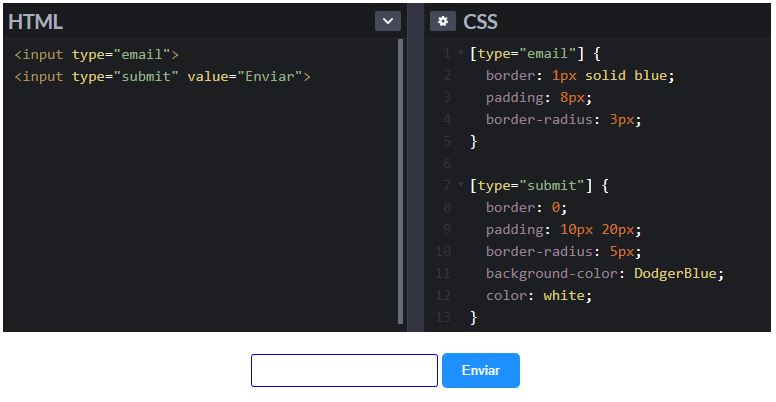 HTML
<input type="email">
<input type="submit" value="Enviar">
CSS
1 [type="email"] {
2   border: 1px solid blue;
3   padding: 8px;
4   border-radius: 3px;
5 }
6
7 [type="submit"] {
8   border: 0;
9   padding: 10px 20px;
10   border-radius: 5px;
11   background-color: DodgerBlue;
12   color: white;
13 }
Enviar